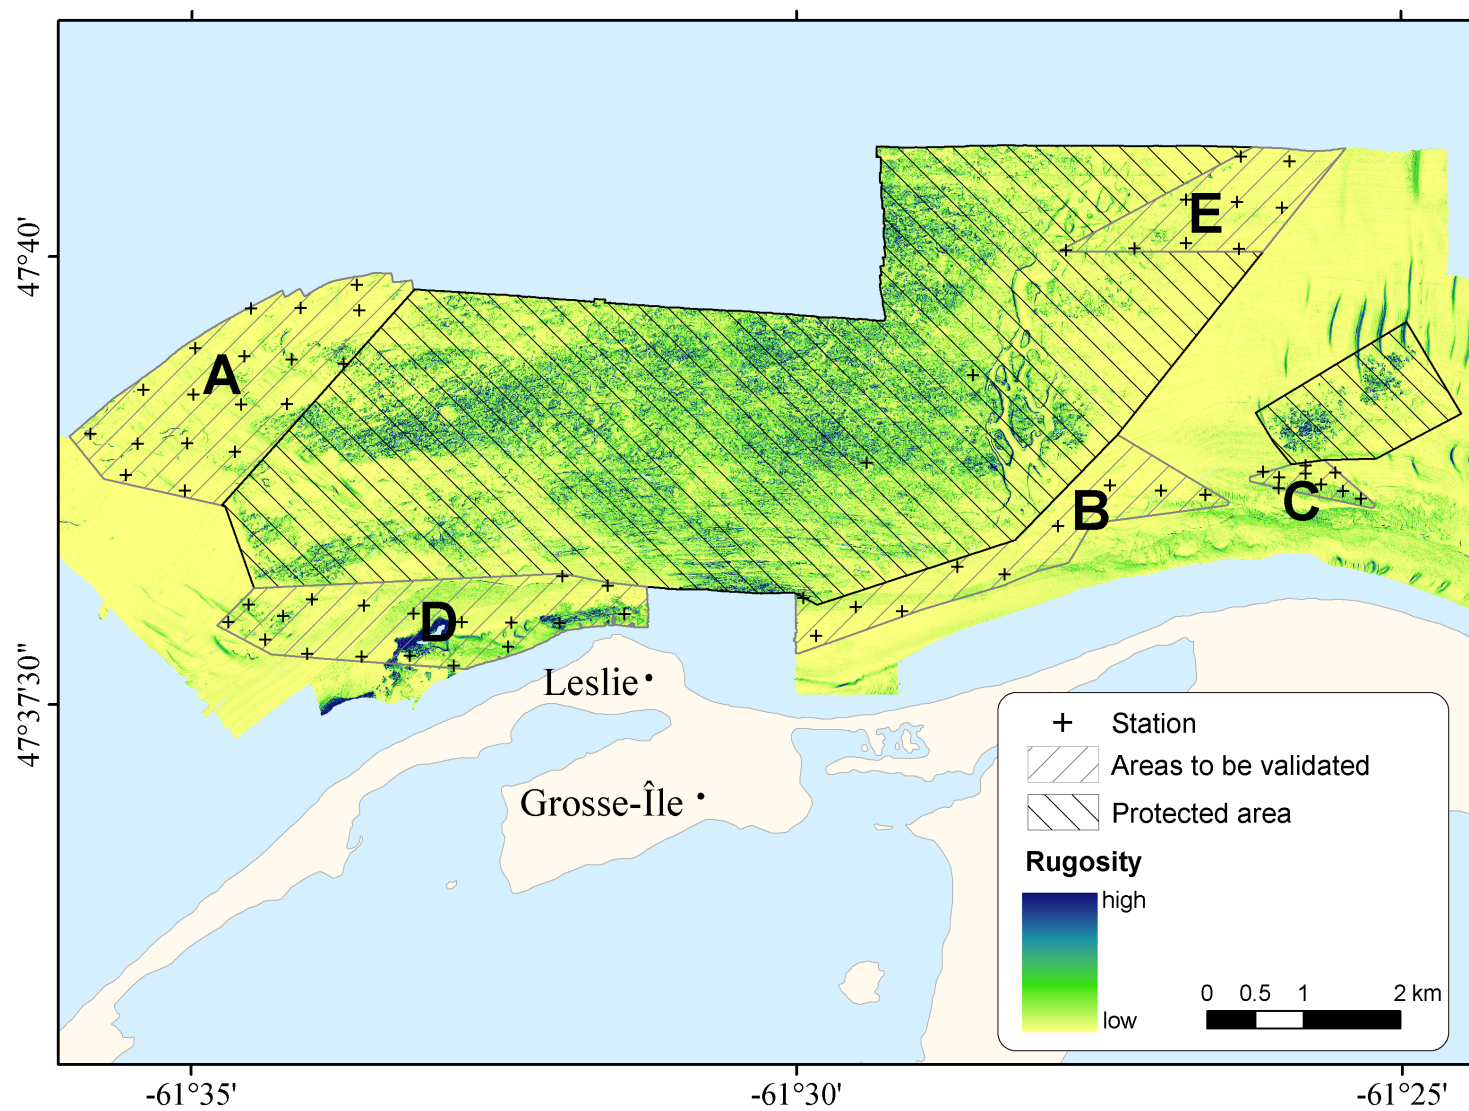 47°40'
47°37'30"
A
B
C
D
E
Leslie
Grosse-Île
Station
Areas to be validated
Protected area
Rugosity
high
low
0 0.5 1 2 km
-61°35' -61°30' -61°25'